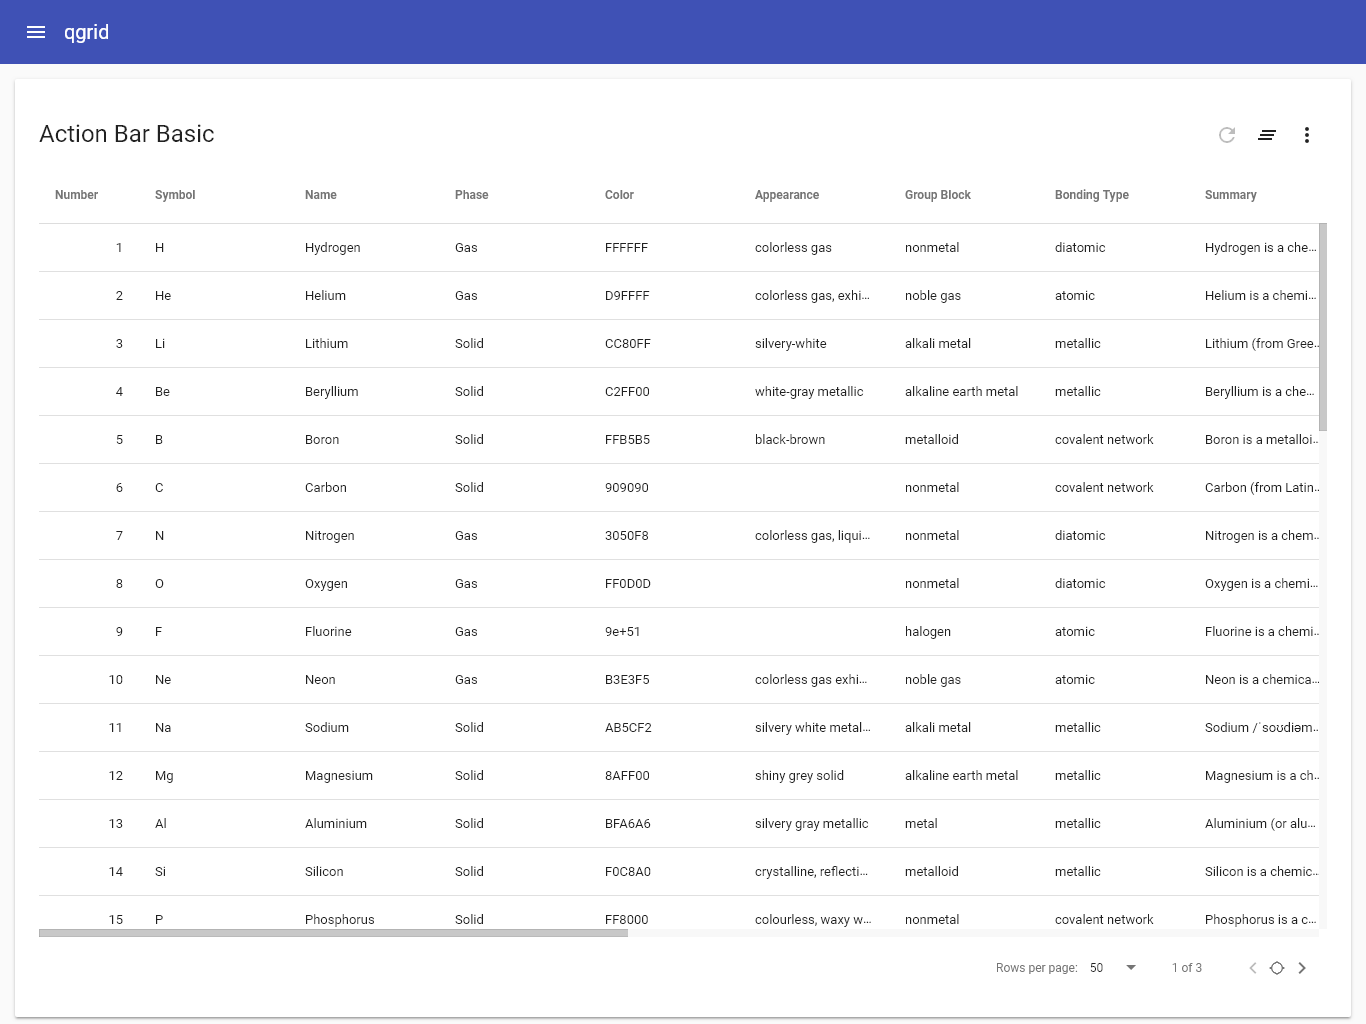 qgrid
Action Bar Basic
Number Symbol Name Phase Color Appearance Group Block Bonding Type Summary
1 H Hydrogen Gas FFFFFF colorless gas nonmetal diatomic Hydrogen is a che...
2 He Helium Gas D9FFFF colorless gas, exhi... noble gas atomic Helium is a chemi...
3 Li Lithium Solid CC80FF silvery-white alkali metal metallic Lithium (from Gree...
4 Be Beryllium Solid C2FF00 white-gray metallic alkaline earth metal metallic Beryllium is a che...
5 B Boron Solid FFB5B5 black-brown metalloid covalent network Boron is a metalloi...
6 C Carbon Solid 909090 nonmetal covalent network Carbon (from Latin...
7 N Nitrogen Gas 3050F8 colorless gas, liqui... nonmetal diatomic Nitrogen is a chem...
8 O Oxygen Gas FF0D0D nonmetal diatomic Oxygen is a chemi...
9 F Fluorine Gas 9e+51 halogen atomic Fluorine is a chemi...
10 Ne Neon Gas B3E3F5 colorless gas exhi... noble gas atomic Neon is a chemica...
11 Na Sodium Solid AB5CF2 silvery white metal... alkali metal metallic Sodium /ˈsoʊdiəm...
12 Mg Magnesium Solid 8AFF00 shiny grey solid alkaline earth metal metallic Magnesium is a ch...
13 Al Aluminium Solid BFA6A6 silvery gray metallic metal metallic Aluminium (or alu...
14 Si Silicon Solid F0C8A0 crystalline, reflecti... metalloid metallic Silicon is a chemic...
15 P Phosphorus Solid FF8000 colourless, waxy w... nonmetal covalent network Phosphorus is a c...
Rows per page: 50 1 of 3